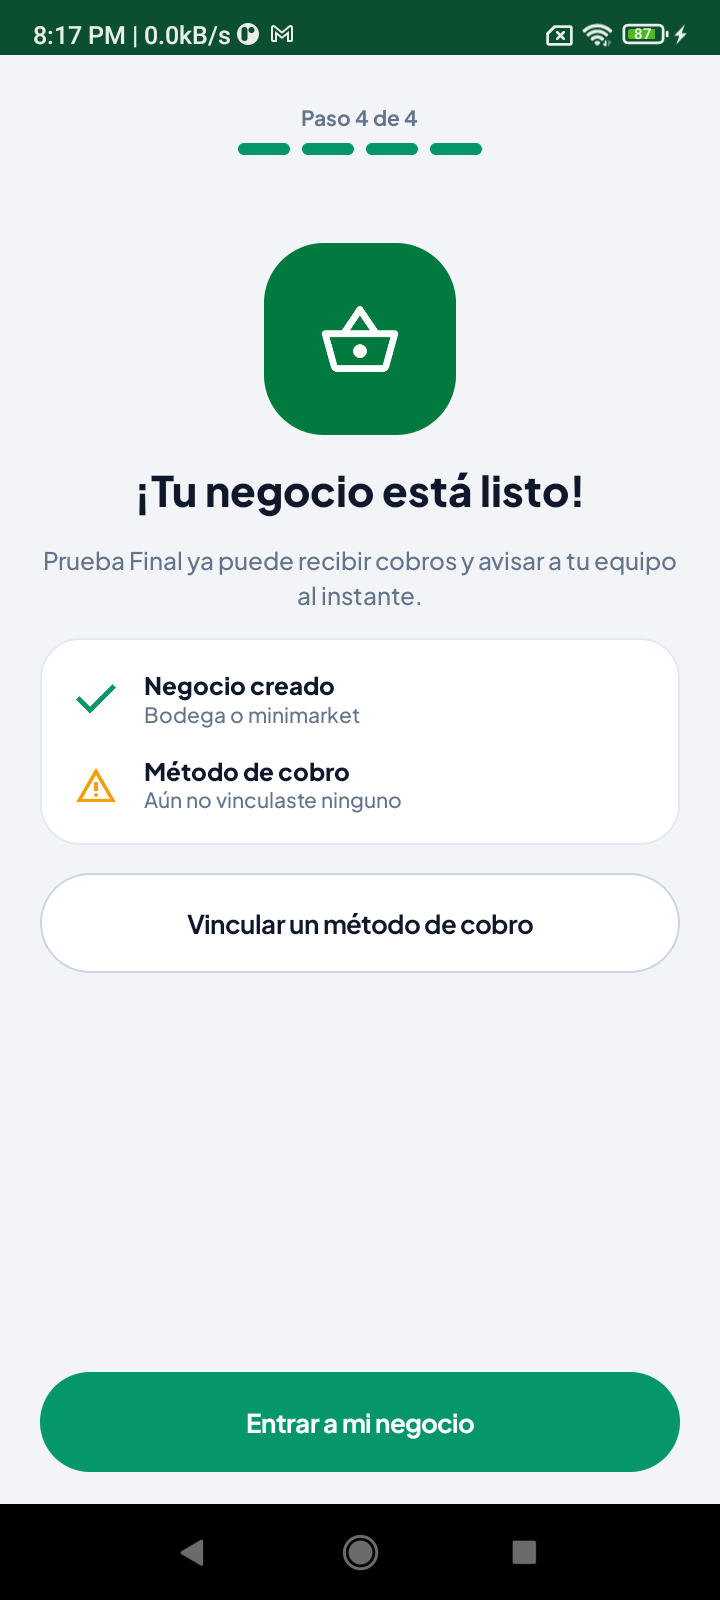 8:17 PM | 0.0kB/s
87
Paso 4 de 4
¡Tu negocio está listo!
Prueba Final ya puede recibir cobros y avisar a tu equipo
al instante.
Negocio creado
Bodega o minimarket
Método de cobro
Aún no vinculaste ninguno
Vincular un método de cobro
Entrar a mi negocio